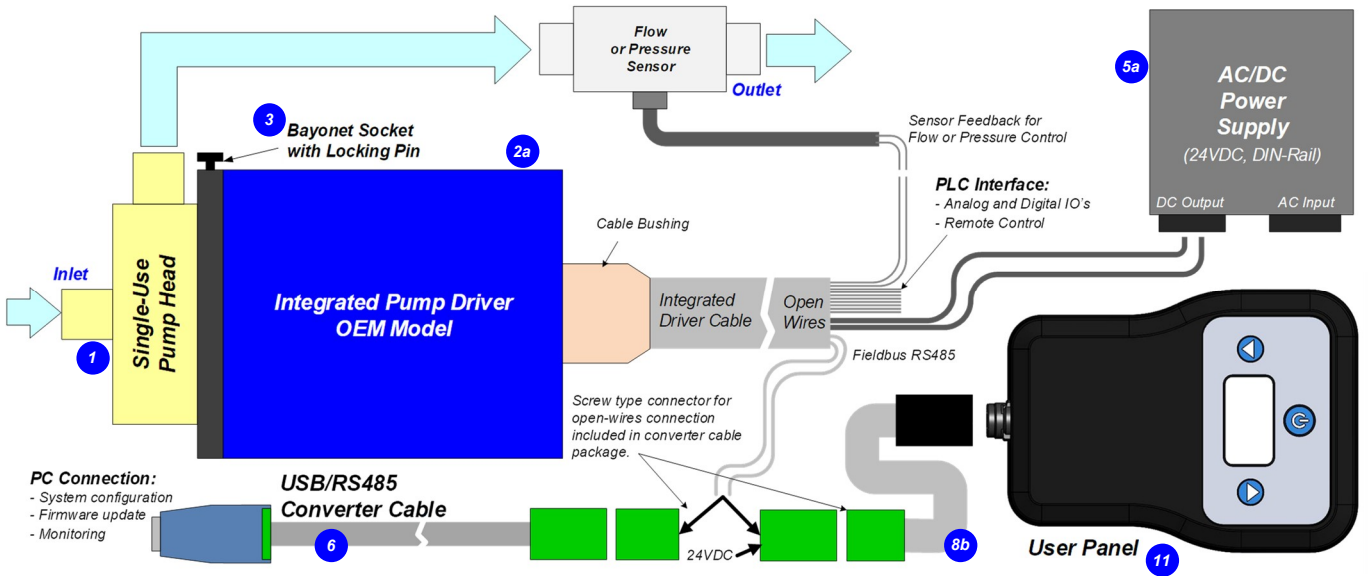 Flow
or Pressure
Sensor
Outlet
5a
AC/DC
Power
Supply
(24VDC, DIN-Rail)
DC Output
AC Input
3
Bayonet Socket
with Locking Pin
2a
Sensor Feedback for
Flow or Pressure Control
PLC Interface:
- Analog and Digital IO's
- Remote Control
Cable Bushing
Inlet
1
Single-Use
Pump Head
Integrated Pump Driver
OEM Model
Integrated
Driver Cable
Open
Wires
Fieldbus RS485
Screw type connector for
open-wires connection
included in converter cable
package.
PC Connection:
- System configuration
- Firmware update
- Monitoring
USB/RS485
Converter Cable
6
24VDC
8b
User Panel
11